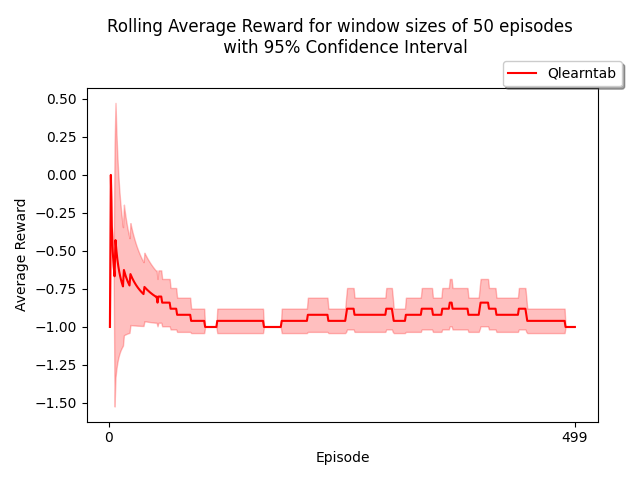 Rolling Average Reward for window sizes of 50 episodes
with 95% Confidence Interval
Qlearntab
0.50
0.25
0.00
−0.25
−0.50
−0.75
−1.00
−1.25
−1.50
Average Reward
0
499
Episode